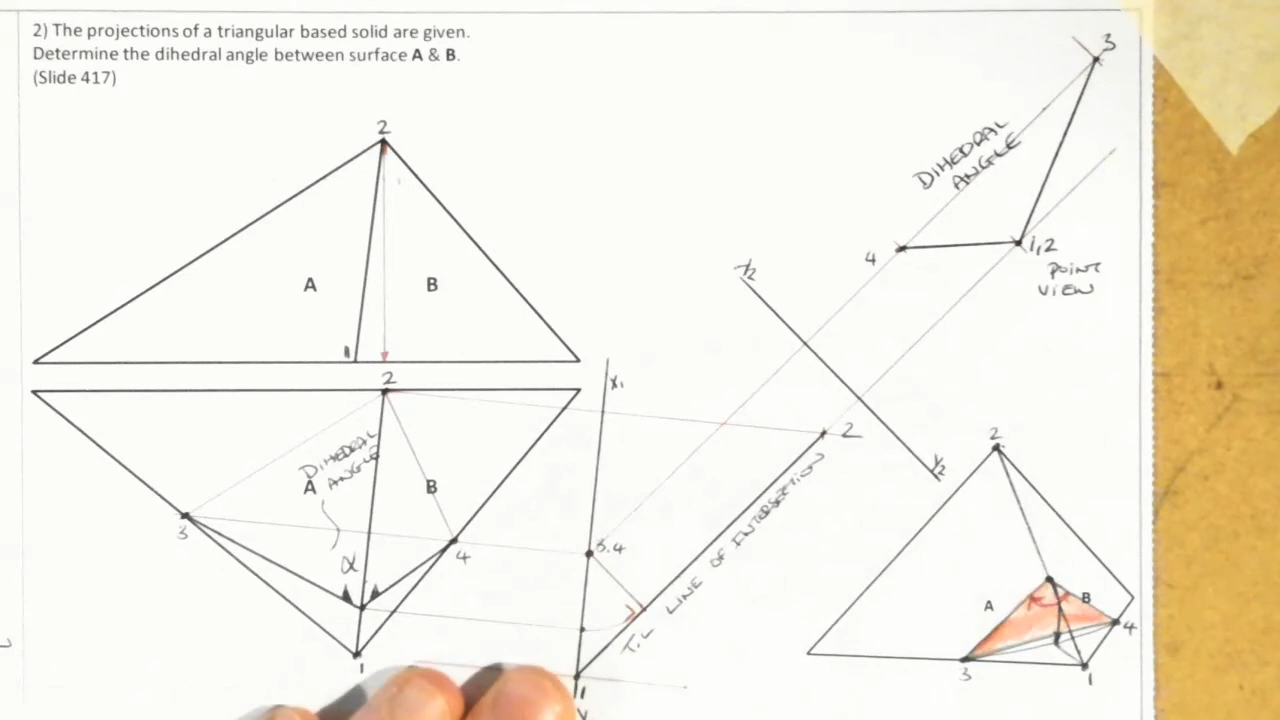 2) The projections of a triangular based solid are given.
Determine the dihedral angle between surface A & B.
(Slide 417)
2
A
B
1
2
DIHEDRAL
ANGLE
A
B
3
4
α
1
X1
3.4
2
T.L LINE OF INTERSECTION
1
DIHEDRAL
ANGLE
3
4
1,2
POINT
VIEW
X2
Y2
2
A
B
4
3
1